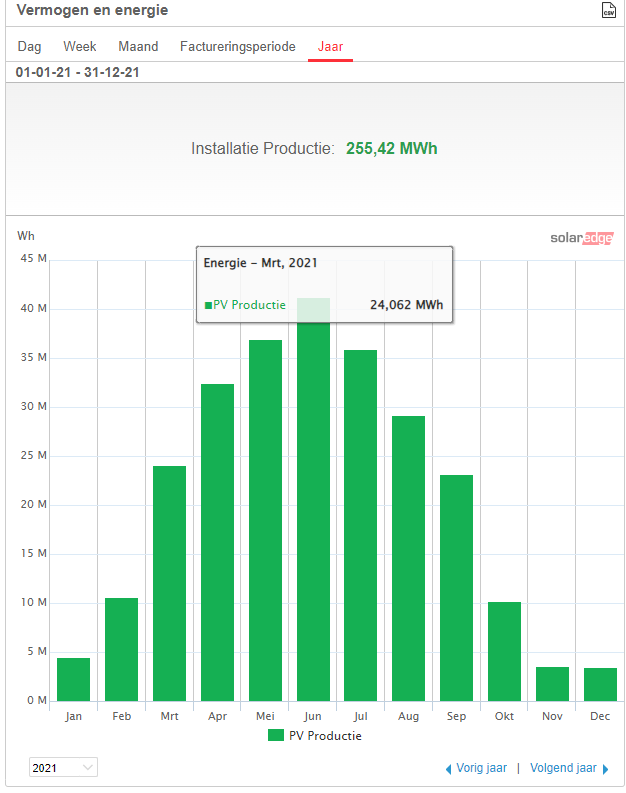 Vermogen en energie
CSV
Dag Week Maand Factureringsperiode Jaar
01-01-21 - 31-12-21
Installatie Productie: 255,42 MWh
Wh
solaredge
45 M
Energie – Mrt, 2021
PV Productie 24,062 MWh
40 M
35 M
30 M
25 M
20 M
15 M
10 M
5 M
0 M
Jan Feb Mrt Apr Mei Jun Jul Aug Sep Okt Nov Dec
PV Productie
2021
Vorig jaar | Volgend jaar